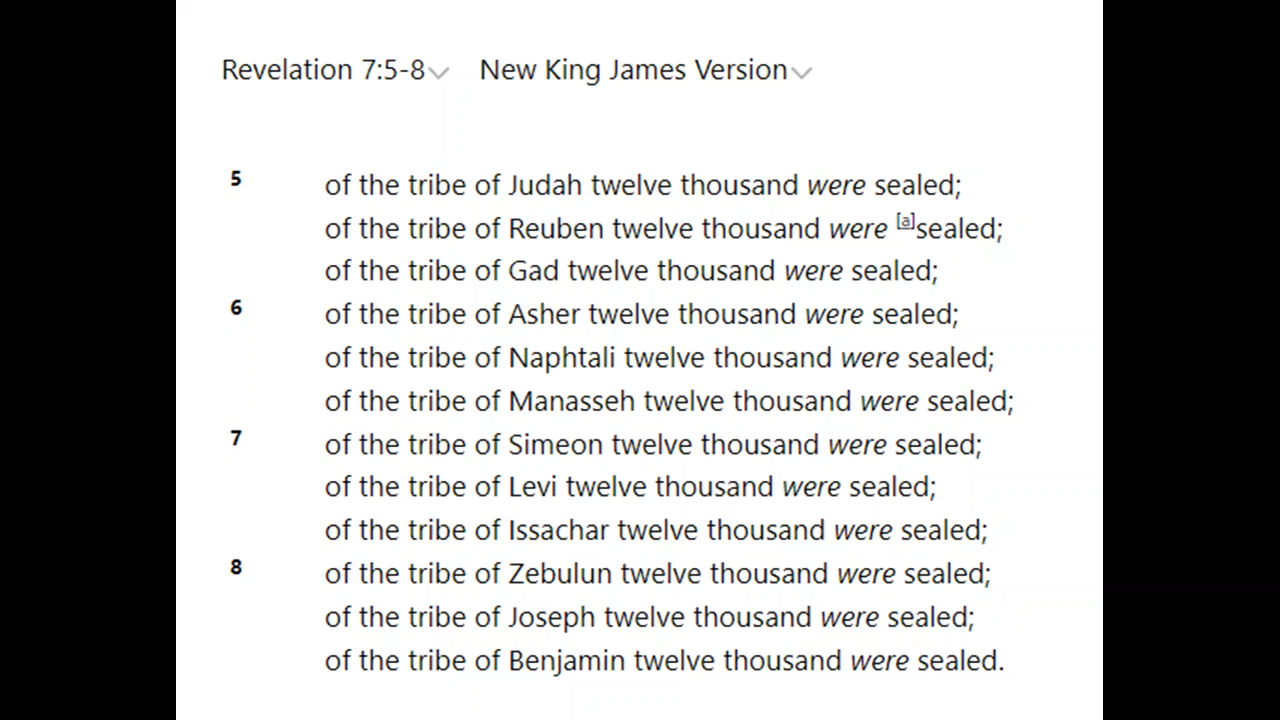 Revelation 7:5-8 New King James Version
5 of the tribe of Judah twelve thousand were sealed;
of the tribe of Reuben twelve thousand were [a]sealed;
of the tribe of Gad twelve thousand were sealed;
6 of the tribe of Asher twelve thousand were sealed;
of the tribe of Naphtali twelve thousand were sealed;
of the tribe of Manasseh twelve thousand were sealed;
7 of the tribe of Simeon twelve thousand were sealed;
of the tribe of Levi twelve thousand were sealed;
of the tribe of Issachar twelve thousand were sealed;
8 of the tribe of Zebulun twelve thousand were sealed;
of the tribe of Joseph twelve thousand were sealed;
of the tribe of Benjamin twelve thousand were sealed.